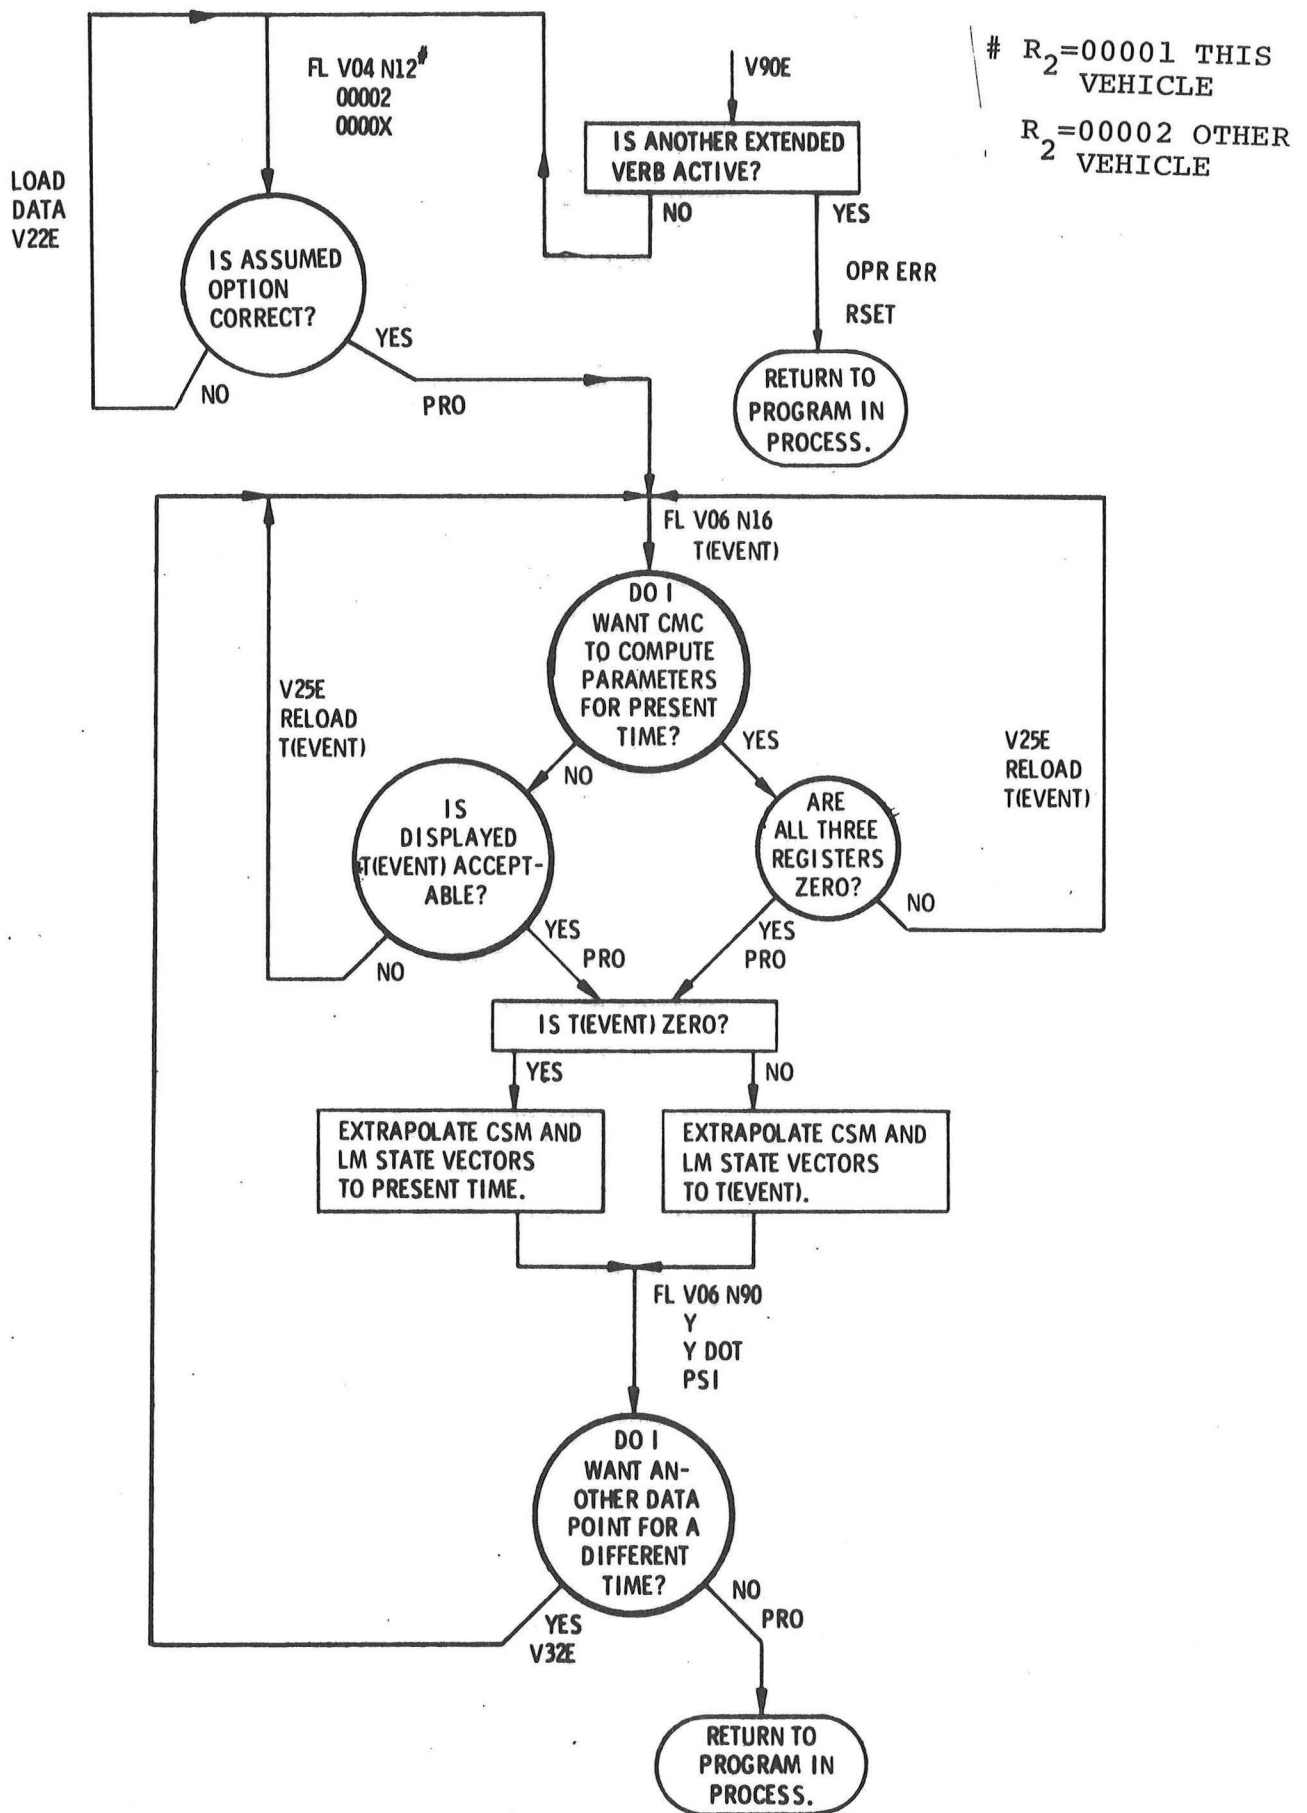 # R2=00001 THIS
VEHICLE
R2=00002 OTHER
VEHICLE
FL V04 N12#
00002
0000X
V90E
IS ANOTHER EXTENDED
VERB ACTIVE?
LOAD
DATA
V22E
NO
YES
IS ASSUMED
OPTION
CORRECT?
OPR ERR
RSET
YES
NO
PRO
RETURN TO
PROGRAM IN
PROCESS.
FL V06 N16
T(EVENT)
DO I
WANT CMC
TO COMPUTE
PARAMETERS
FOR PRESENT
TIME?
V25E
RELOAD
T(EVENT)
V25E
RELOAD
T(EVENT)
NO
YES
IS
DISPLAYED
T(EVENT) ACCEPT-
ABLE?
ARE
ALL THREE
REGISTERS
ZERO?
NO
YES
PRO
YES
PRO
NO
IS T(EVENT) ZERO?
YES
NO
EXTRAPOLATE CSM AND
LM STATE VECTORS
TO PRESENT TIME.
EXTRAPOLATE CSM AND
LM STATE VECTORS
TO T(EVENT).
FL V06 N90
Y
Y DOT
PSI
DO I
WANT AN-
OTHER DATA
POINT FOR A
DIFFERENT
TIME?
YES
V32E
NO
PRO
RETURN TO
PROGRAM IN
PROCESS.